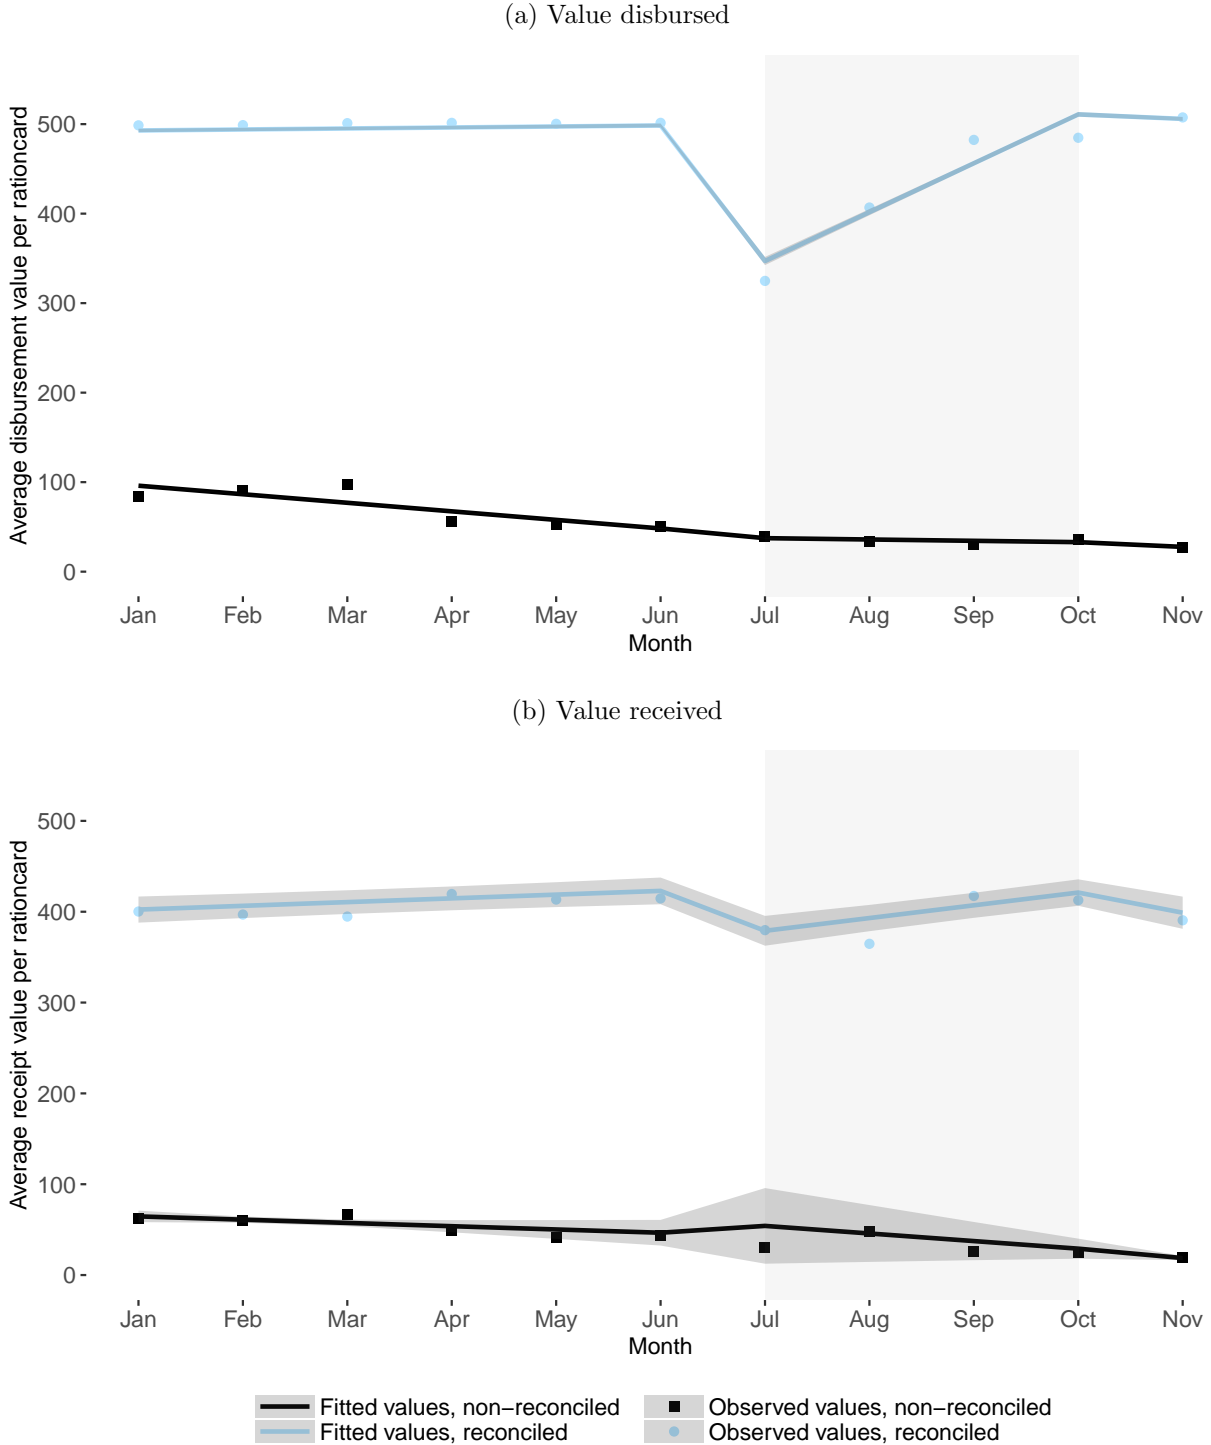 (a) Value disbursed
Average disbursement value per rationcard
500
400
300
200
100
0
Jan Feb Mar Apr May Jun Jul Aug Sep Oct Nov
Month
(b) Value received
Average receipt value per rationcard
500
400
300
200
100
0
Jan Feb Mar Apr May Jun Jul Aug Sep Oct Nov
Month
Fitted values, non−reconciled Observed values, non−reconciled
Fitted values, reconciled Observed values, reconciled